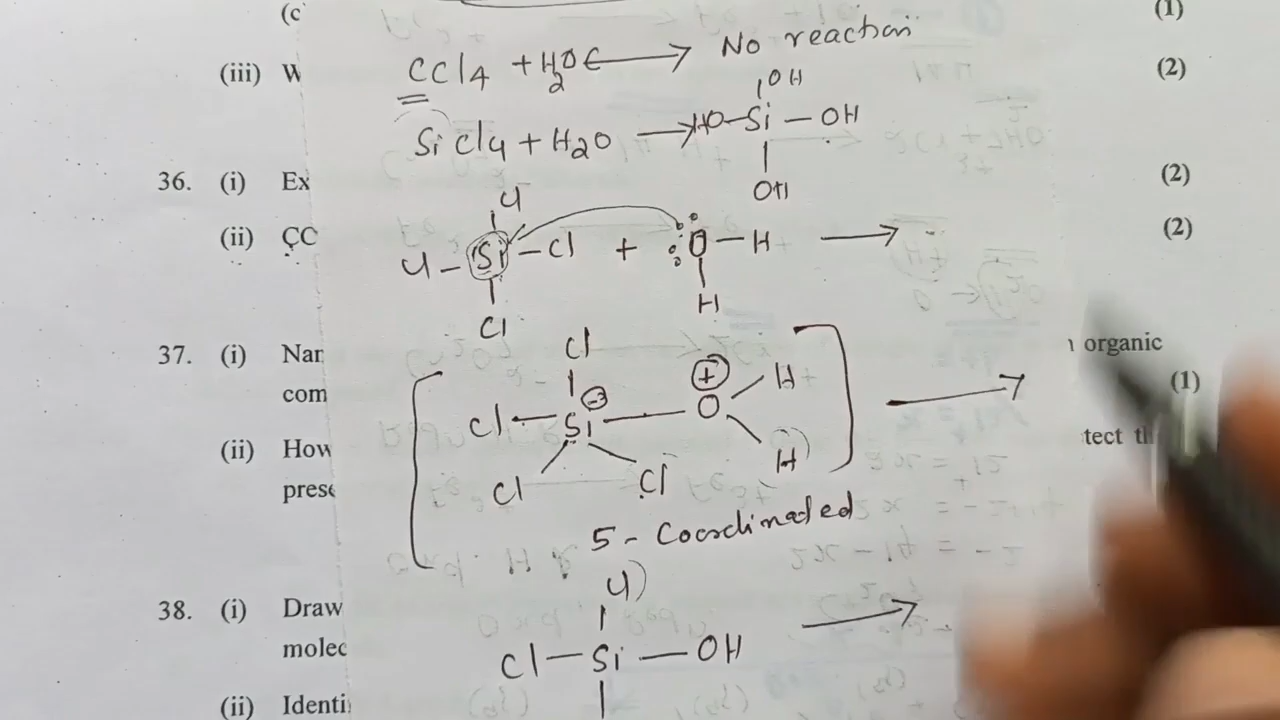 (c (1)
(iii) W CCl4 + H2O → No reaction (2)
SiCl4 + H2O → HO-Si-OH
OH
OH
36. (i) Ex (2)
(ii) CC (2)
Cl
Cl-Si-Cl + :O-H →
Cl H
37. (i) Nar organic
com (1)
Cl
Cl-Si ⊖ - O ⊕ H
H
Cl Cl
(ii) How tect th
prese
5-Coordinated
38. (i) Draw
molec
Cl
Cl-Si-OH →
(ii) Identi